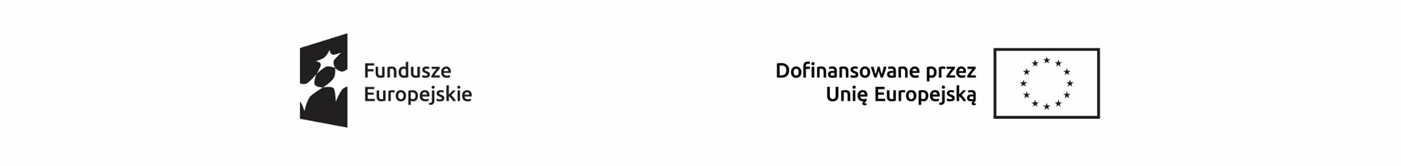 Fundusze
Europejskie
Dofinansowane przez
Unię Europejską